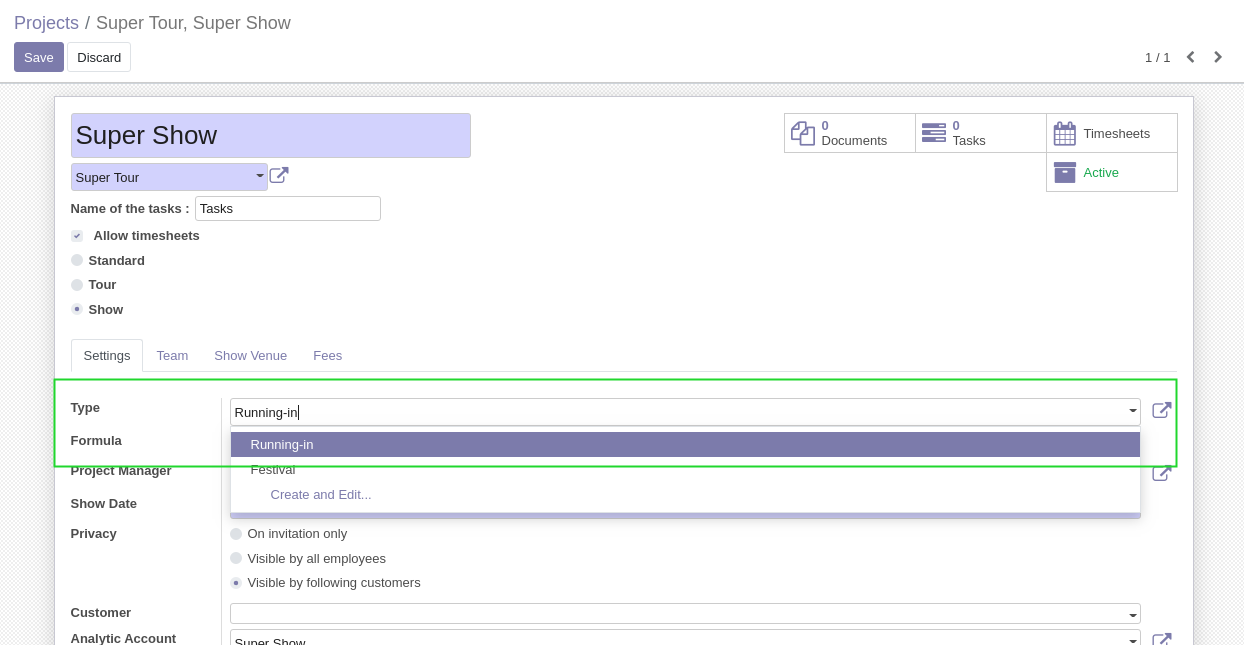 Projects / Super Tour, Super Show
Save Discard 1 / 1
Super Show
0 Documents
0 Tasks
Timesheets
Super Tour
Active
Name of the tasks : Tasks
Allow timesheets
Standard
Tour
Show
Settings Team Show Venue Fees
Type Running-in
Formula Running-in
Project Manager Festival
Create and Edit...
Show Date
Privacy On invitation only
Visible by all employees
Visible by following customers
Customer
Analytic Account Super Show